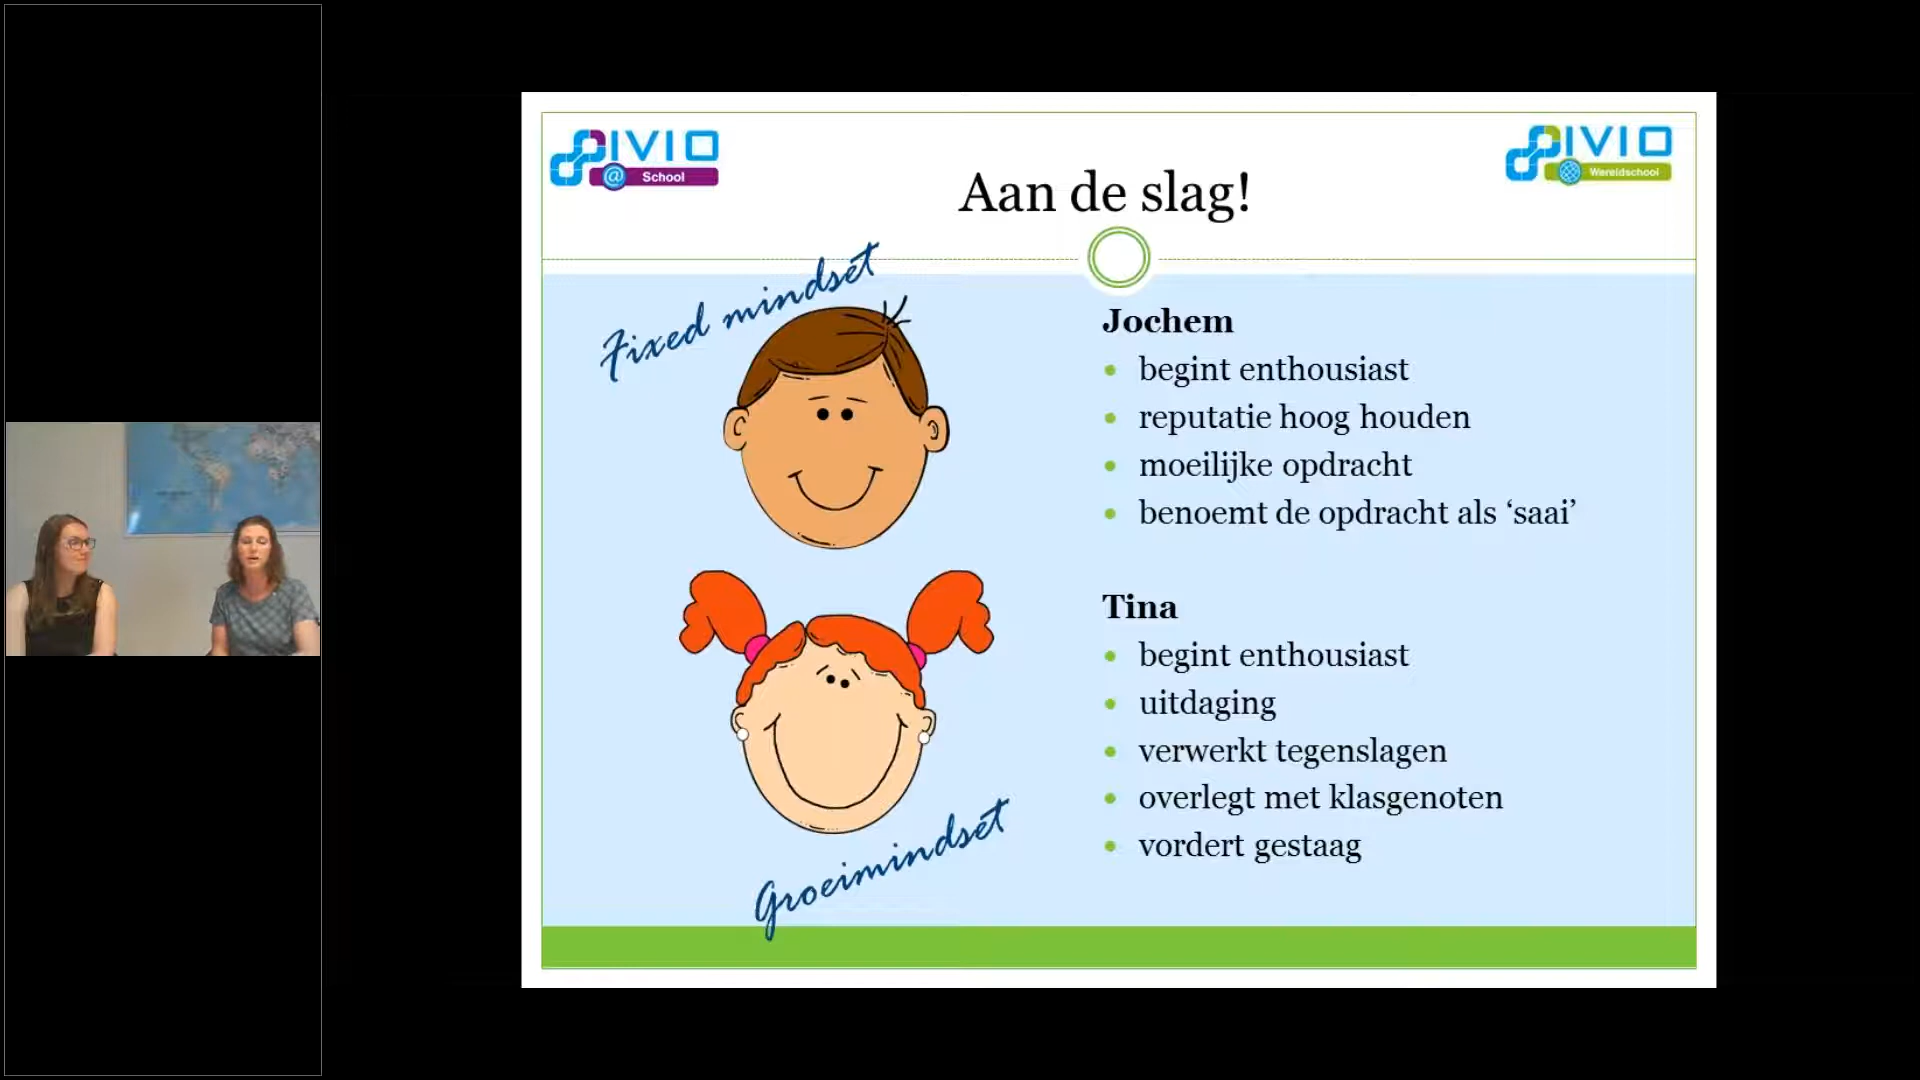 IVIO
@ School
IVIO
Wereldschool
Aan de slag!
Fixed mindset
Jochem
• begint enthousiast
• reputatie hoog houden
• moeilijke opdracht
• benoemt de opdracht als ‘saai’
Tina
• begint enthousiast
• uitdaging
• verwerkt tegenslagen
• overlegt met klasgenoten
• vordert gestaag
Groeimindset